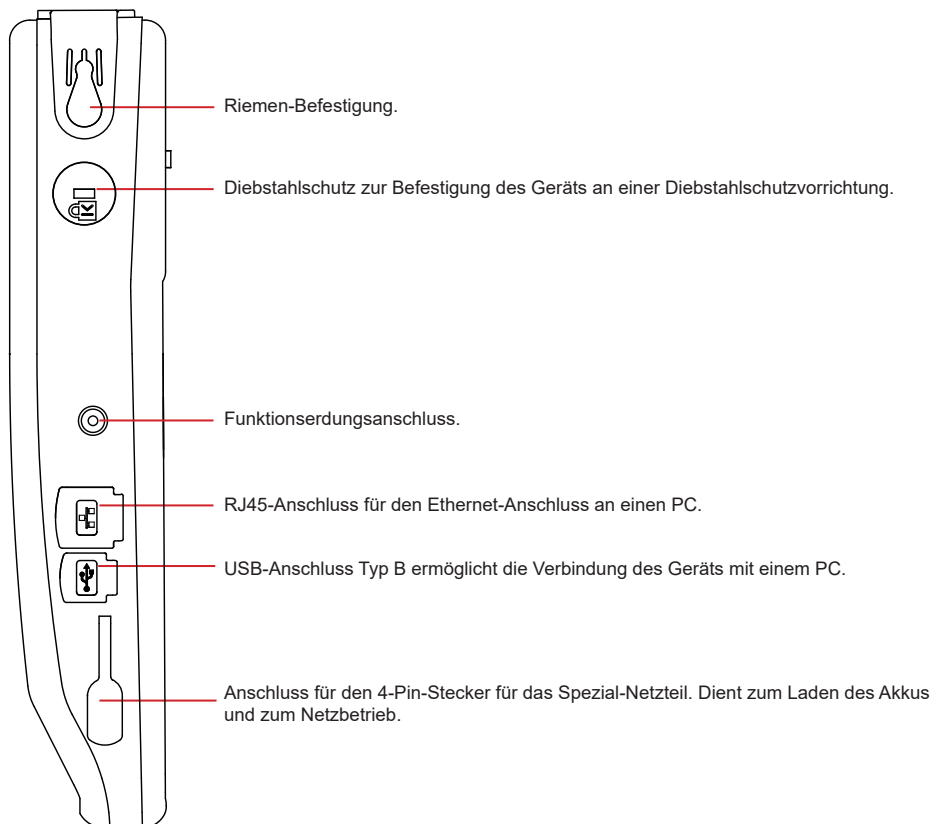 Riemen-Befestigung.
Diebstahlschutz zur Befestigung des Geräts an einer Diebstahlschutzvorrichtung.
Funktionserdungsanschluss.
RJ45-Anschluss für den Ethernet-Anschluss an einen PC.
USB-Anschluss Typ B ermöglicht die Verbindung des Geräts mit einem PC.
Anschluss für den 4-Pin-Stecker für das Spezial-Netzteil. Dient zum Laden des Akkus
und zum Netzbetrieb.